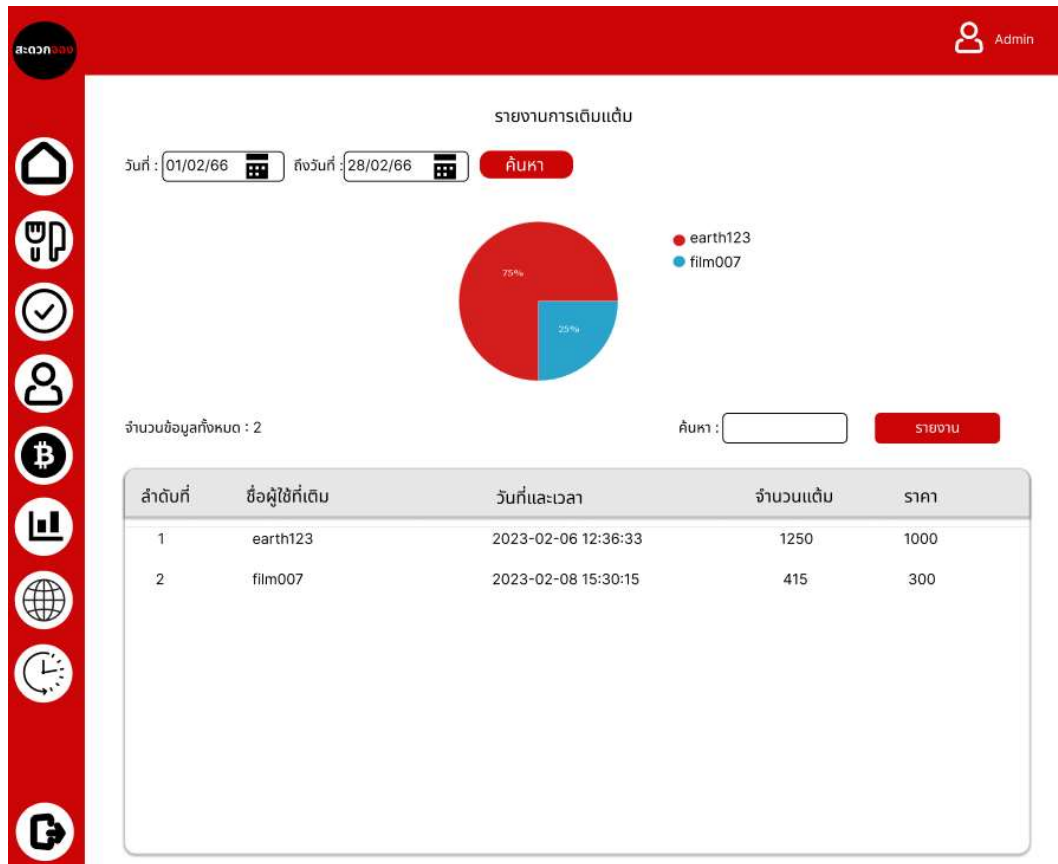 สะดวกจอง
Admin
รายงานการเติมแต้ม
วันที่ : 01/02/66 ถึงวันที่ : 28/02/66 ค้นหา
earth123
film007
75%
25%
จำนวนข้อมูลทั้งหมด : 2 ค้นหา : รายงาน
ลำดับที่ ชื่อผู้ใช้ที่เติม วันที่และเวลา จำนวนแต้ม ราคา
1 earth123 2023-02-06 12:36:33 1250 1000
2 film007 2023-02-08 15:30:15 415 300